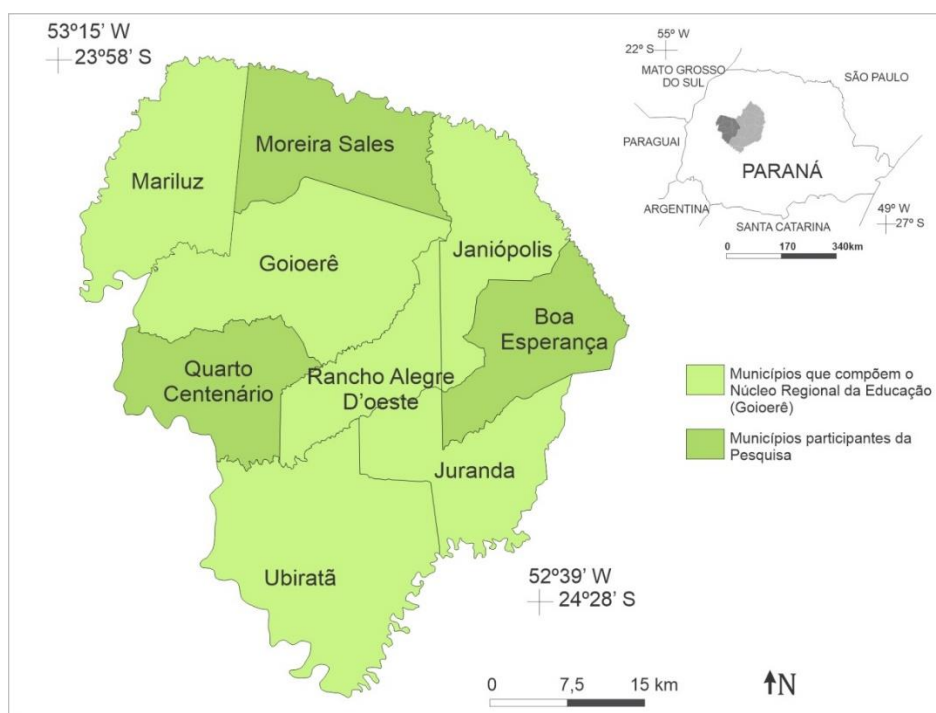 53º15’ W
23º58’ S
Moreira Sales
Mariluz
Goioerê
Janiópolis
Boa
Esperança
Quarto
Centenário
Rancho Alegre
D’oeste
Juranda
Ubiratã
52º39’ W
24º28’ S
0 7,5 15 km
N
55º W
22º S
MATO GROSSO
DO SUL
SÃO PAULO
PARAGUAI
PARANÁ
ARGENTINA
SANTA CATARINA
49º W
27º S
0 170 340km
Municípios que compõem o
Núcleo Regional da Educação
(Goioerê)
Municípios participantes da
Pesquisa